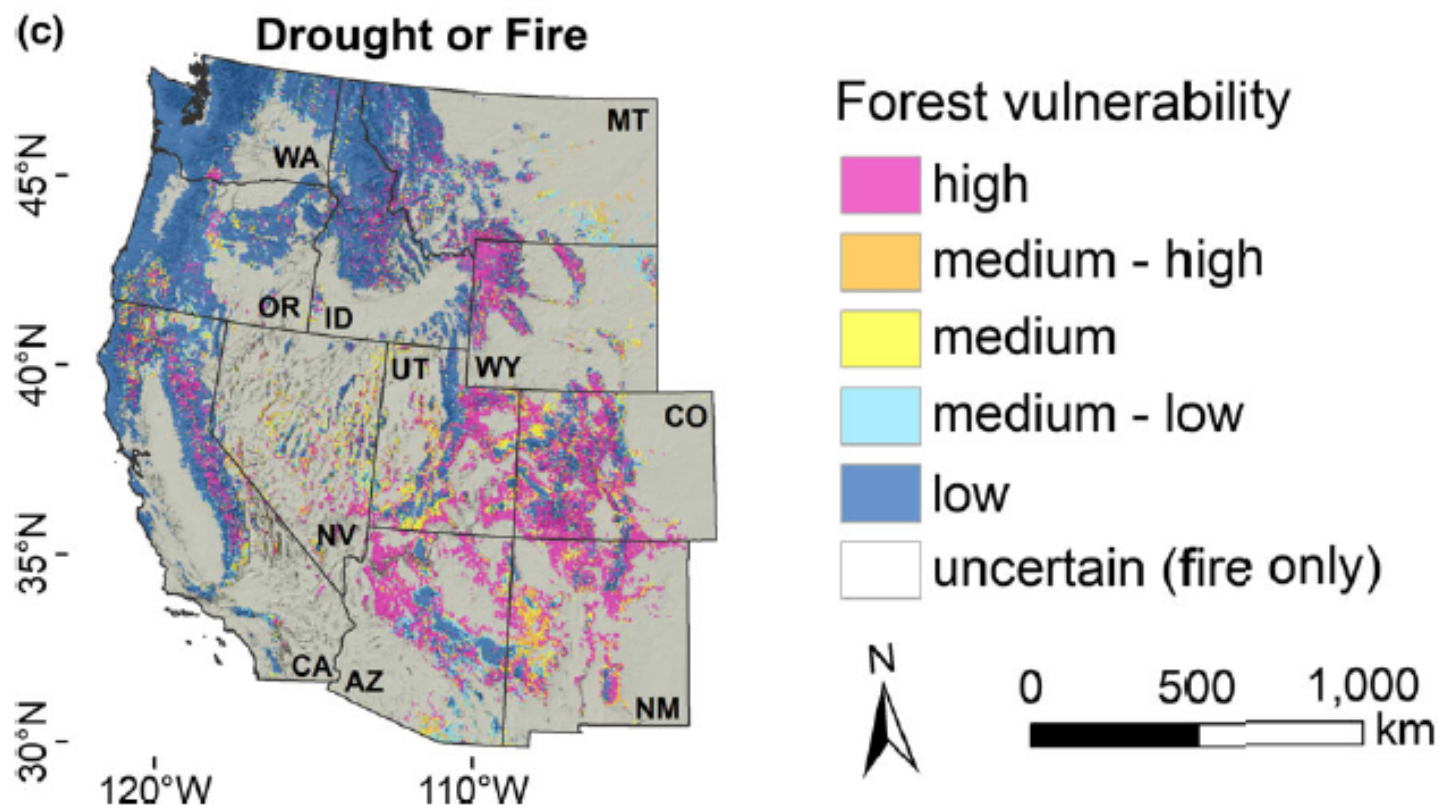 (c) Drought or Fire
45°N
40°N
35°N
30°N
120°W
110°W
WA
MT
OR
ID
WY
UT
CO
NV
CA
AZ
NM
Forest vulnerability
high
medium - high
medium
medium - low
low
uncertain (fire only)
N
0 500 1,000
km